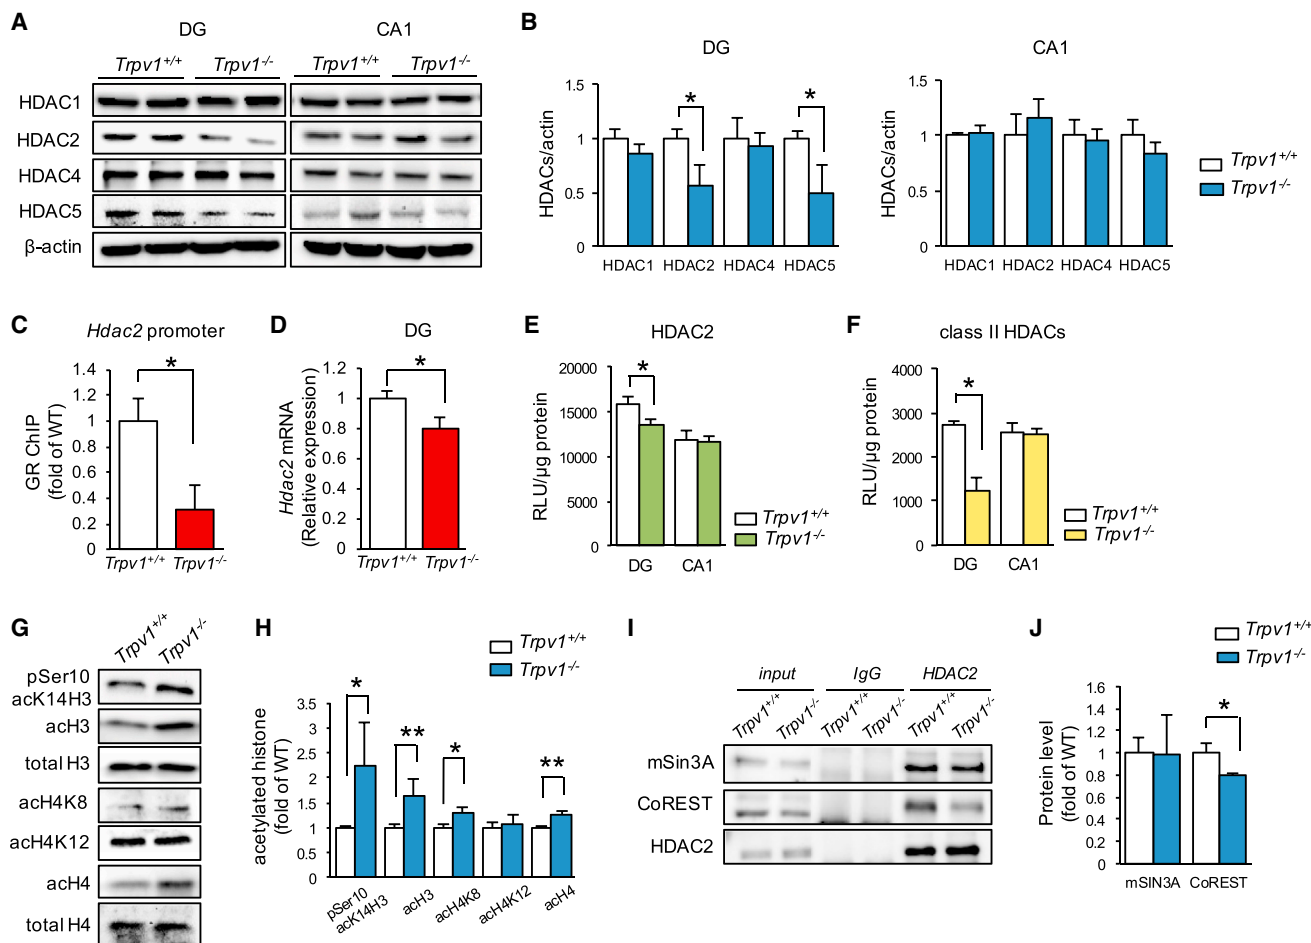 A
DG
CA1
Trpv1+/+ Trpv1-/- Trpv1+/+ Trpv1-/-
HDAC1
HDAC2
HDAC4
HDAC5
β-actin
B
DG
HDACs/actin
1.5
1
0.5
0
*
*
HDAC1 HDAC2 HDAC4 HDAC5
CA1
HDACs/actin
1.5
1
0.5
0
HDAC1 HDAC2 HDAC4 HDAC5
Trpv1+/+
Trpv1-/-
C
Hdac2 promoter
GR ChIP
(fold of WT)
1.4
1.2
1
0.8
0.6
0.4
0.2
0
*
Trpv1+/+ Trpv1-/-
D
DG
Hdac2 mRNA
(Relative expression)
1.2
1
0.8
0.6
0.4
0.2
0
*
Trpv1+/+ Trpv1-/-
E
HDAC2
RLU/μg protein
20000
15000
10000
5000
0
*
DG CA1
Trpv1+/+
Trpv1-/-
F
class II HDACs
RLU/μg protein
4000
3000
2000
1000
0
*
DG CA1
Trpv1+/+
Trpv1-/-
G
Trpv1+/+ Trpv1-/-
pSer10
acK14H3
acH3
total H3
acH4K8
acH4K12
acH4
total H4
H
Trpv1+/+
Trpv1-/-
acetylated histone
(fold of WT)
3.5
3
2.5
2
1.5
1
0.5
0
*
**
*
**
pSer10
acK14H3
acH3
acH4K8
acH4K12
acH4
I
input IgG HDAC2
Trpv1+/+ Trpv1-/- Trpv1+/+ Trpv1-/- Trpv1+/+ Trpv1-/-
mSin3A
CoREST
HDAC2
J
Trpv1+/+
Trpv1-/-
Protein level
(fold of WT)
1.6
1.4
1.2
1
0.8
0.6
0.4
0.2
0
*
mSIN3A CoREST